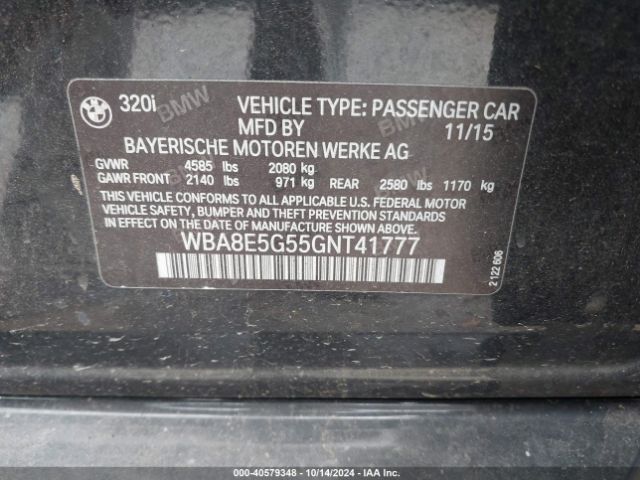 320i VEHICLE TYPE: PASSENGER CAR
MFD BY 11/15
BAYERISCHE MOTOREN WERKE AG
GVWR 4585 lbs 2080 kg
GAWR FRONT 2140 lbs 971 kg REAR 2580 lbs 1170 kg
THIS VEHICLE CONFORMS TO ALL APPLICABLE U.S. FEDERAL MOTOR
VEHICLE SAFETY, BUMPER AND THEFT PREVENTION STANDARDS IN
EFFECT ON THE DATE OF MANUFACTURE SHOWN ABOVE.
WBA8E5G55GNT41777
2 122 606
000-40579348 | 10/14/2024 | IAA Inc.